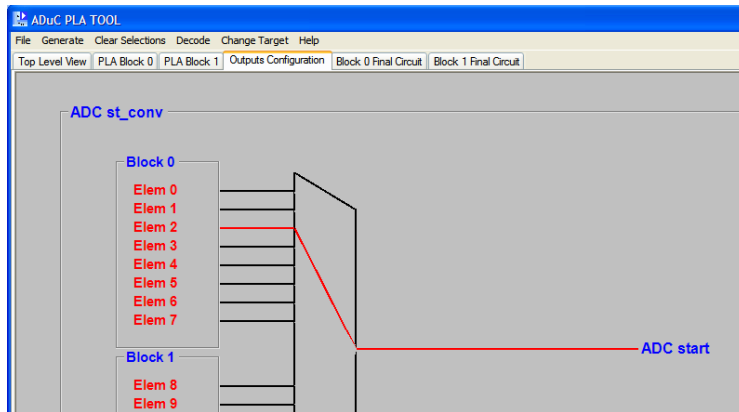 ADuC PLA TOOL
File Generate Clear Selections Decode Change Target Help
Top Level View PLA Block 0 PLA Block 1 Outputs Configuration Block 0 Final Circuit Block 1 Final Circuit
ADC st_conv
Block 0
Elem 0
Elem 1
Elem 2
Elem 3
Elem 4
Elem 5
Elem 6
Elem 7
ADC start
Block 1
Elem 8
Elem 9